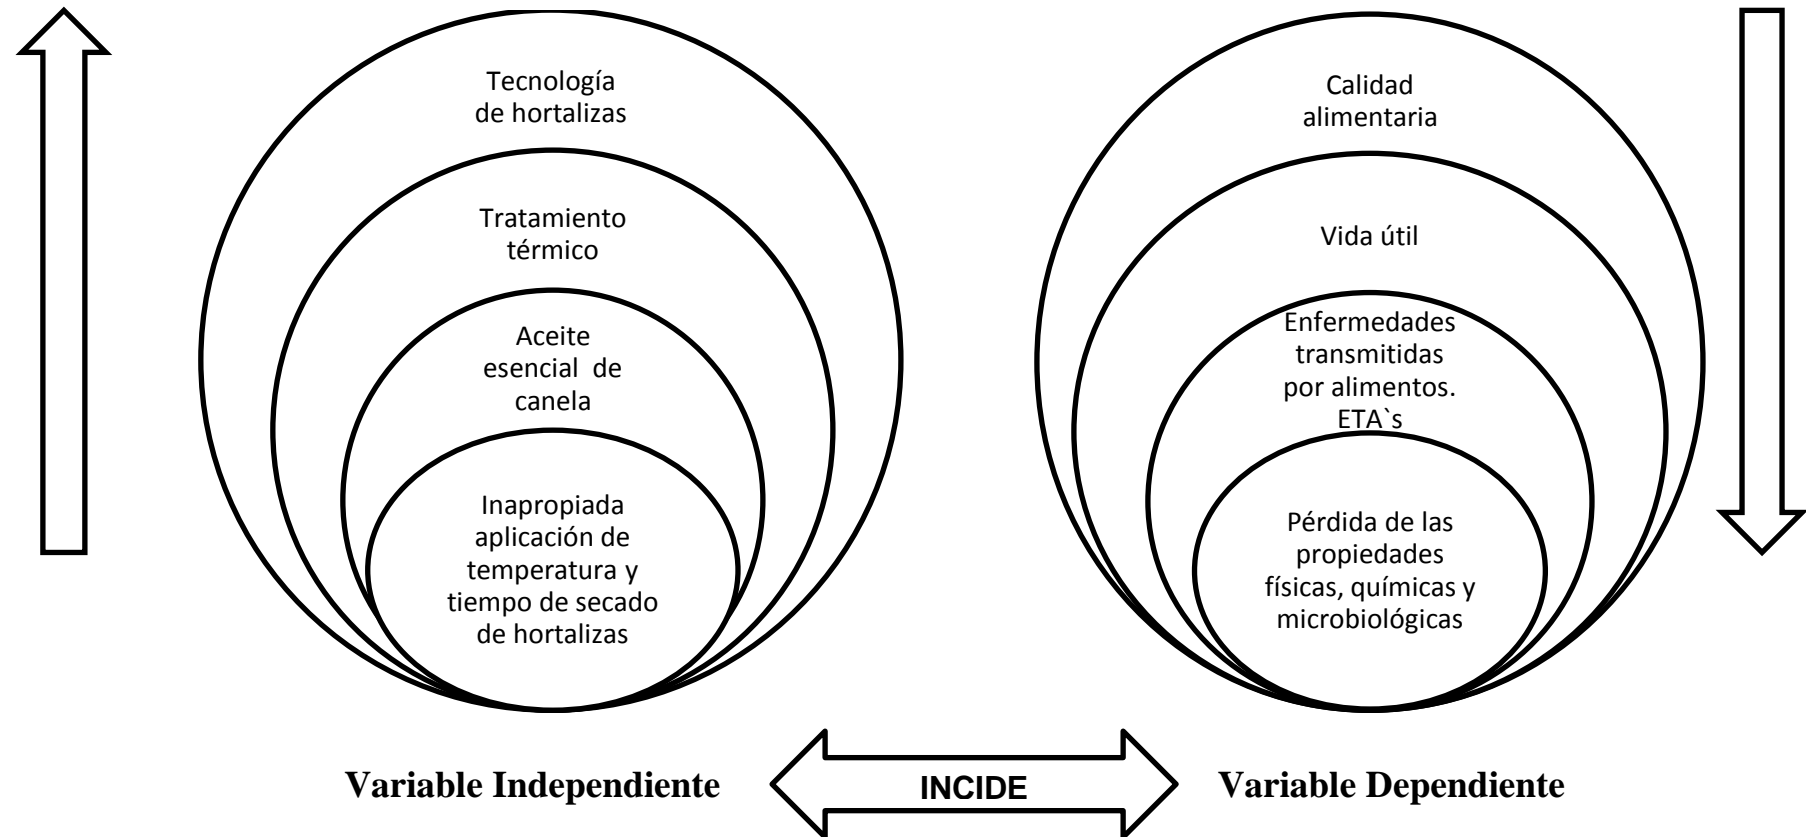 Tecnología
de hortalizas
Tratamiento
térmico
Aceite
esencial  de
canela
Inapropiada
aplicación de
temperatura y
tiempo de secado
de hortalizas
Calidad
alimentaria
Vida útil
Enfermedades
transmitidas
por alimentos.
ETA`s
Pérdida de las
propiedades
físicas, químicas y
microbiológicas
Variable Independiente
INCIDE
Variable Dependiente